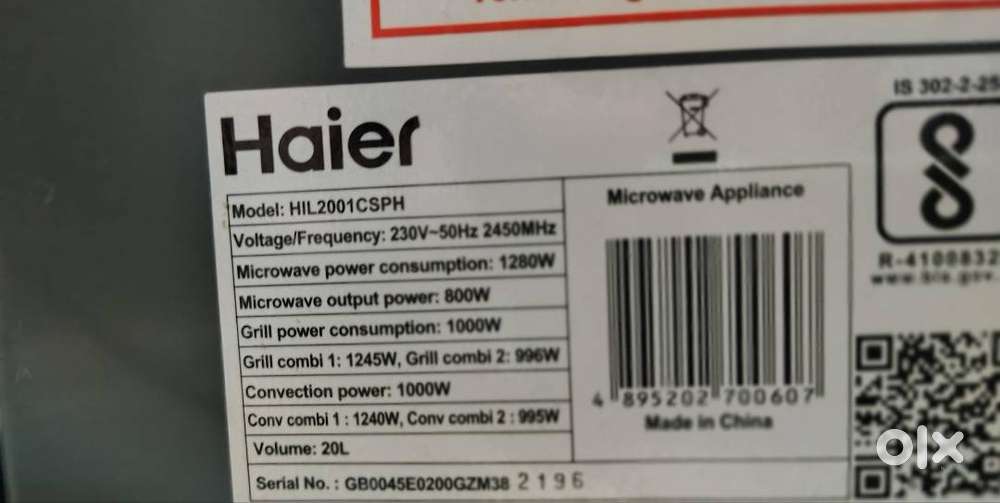 Haier
Model: HIL2001CSPH
Voltage/Frequency: 230V~50Hz 2450MHz
Microwave power consumption: 1280W
Microwave output power: 800W
Grill power consumption: 1000W
Grill combi 1: 1245W, Grill combi 2: 996W
Convection power: 1000W
Conv combi 1 : 1240W, Conv combi 2 : 995W
Volume: 20L
Serial No. : GB0045E0200GZM38 2196
Microwave Appliance
4 895202 700607
Made in China
IS 302-2-25
R-4100832
www.bis.gov.
olx